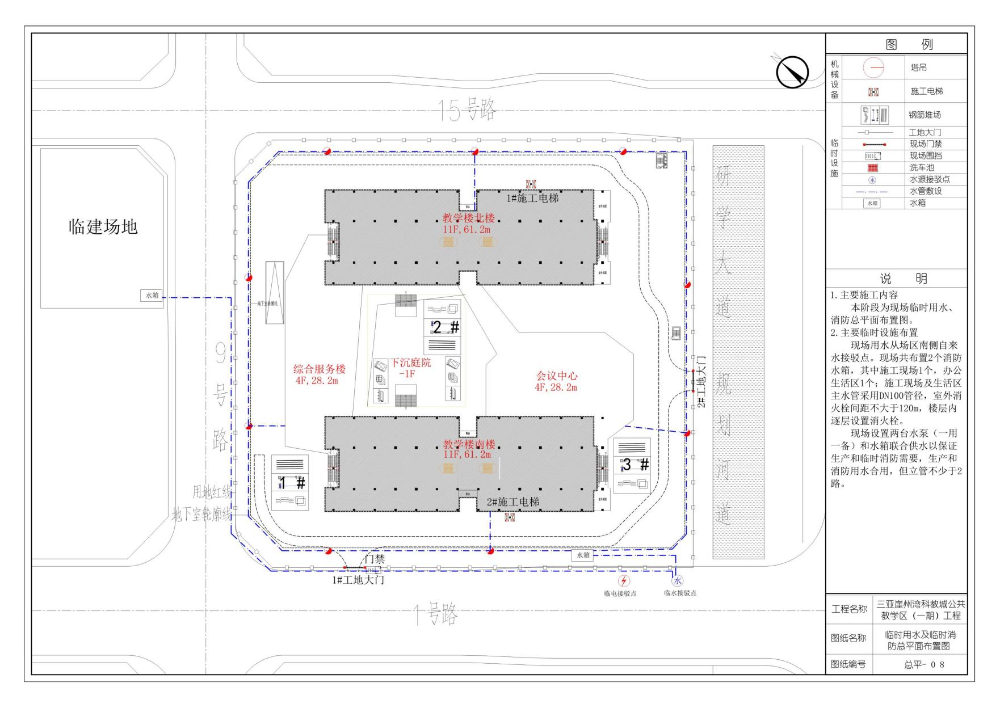 15号路
临建场地
1#施工电梯
教学楼北楼
11F,61.2m
水箱
地下室轮廓线
2 #
下沉庭院
-1F
综合服务楼
4F,28.2m
会议中心
4F,28.2m
9号路
2#工地大门
研学大道规划河道
教学楼南楼
11F,61.2m
1 #
3 #
用地红线
地下室轮廓线
2#施工电梯
水箱
门禁
1#工地大门
水
临电接驳点
临水接驳点
1号路
图 例
机械设备
塔吊
施工电梯
临时设施
钢筋堆场
工地大门
现场门禁
现场围挡
洗车池
水
水源接驳点
水管敷设
水箱
水箱
说 明
1.主要施工内容
本阶段为现场临时用水、
消防总平面布置图。
2.主要临时设施布置
现场用水从场区南侧自来
水接驳点。现场共布置2个消防
水箱，其中施工现场1个，办公
生活区1个；施工现场及生活区
主水管采用DN100管径，室外消
火栓间距不大于120m，楼层内
逐层设置消火栓。
现场设置两台水泵（一用
一备）和水箱联合供水以保证
生产和临时消防需要，生产和
消防用水合用，但立管不少于2
路。
工程名称
三亚崖州湾科教城公共
教学区（一期）工程
图纸名称
临时用水及临时消
防总平面布置图
图纸编号
总平-08